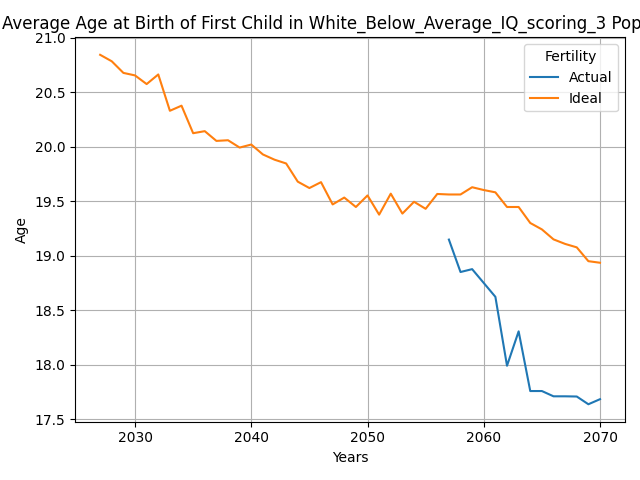 Average Age at Birth of First Child in White_Below_Average_IQ_scoring_3 Pop
21.0
20.5
20.0
19.5
19.0
18.5
18.0
17.5
Age
Fertility
Actual
Ideal
2030 2040 2050 2060 2070
Years